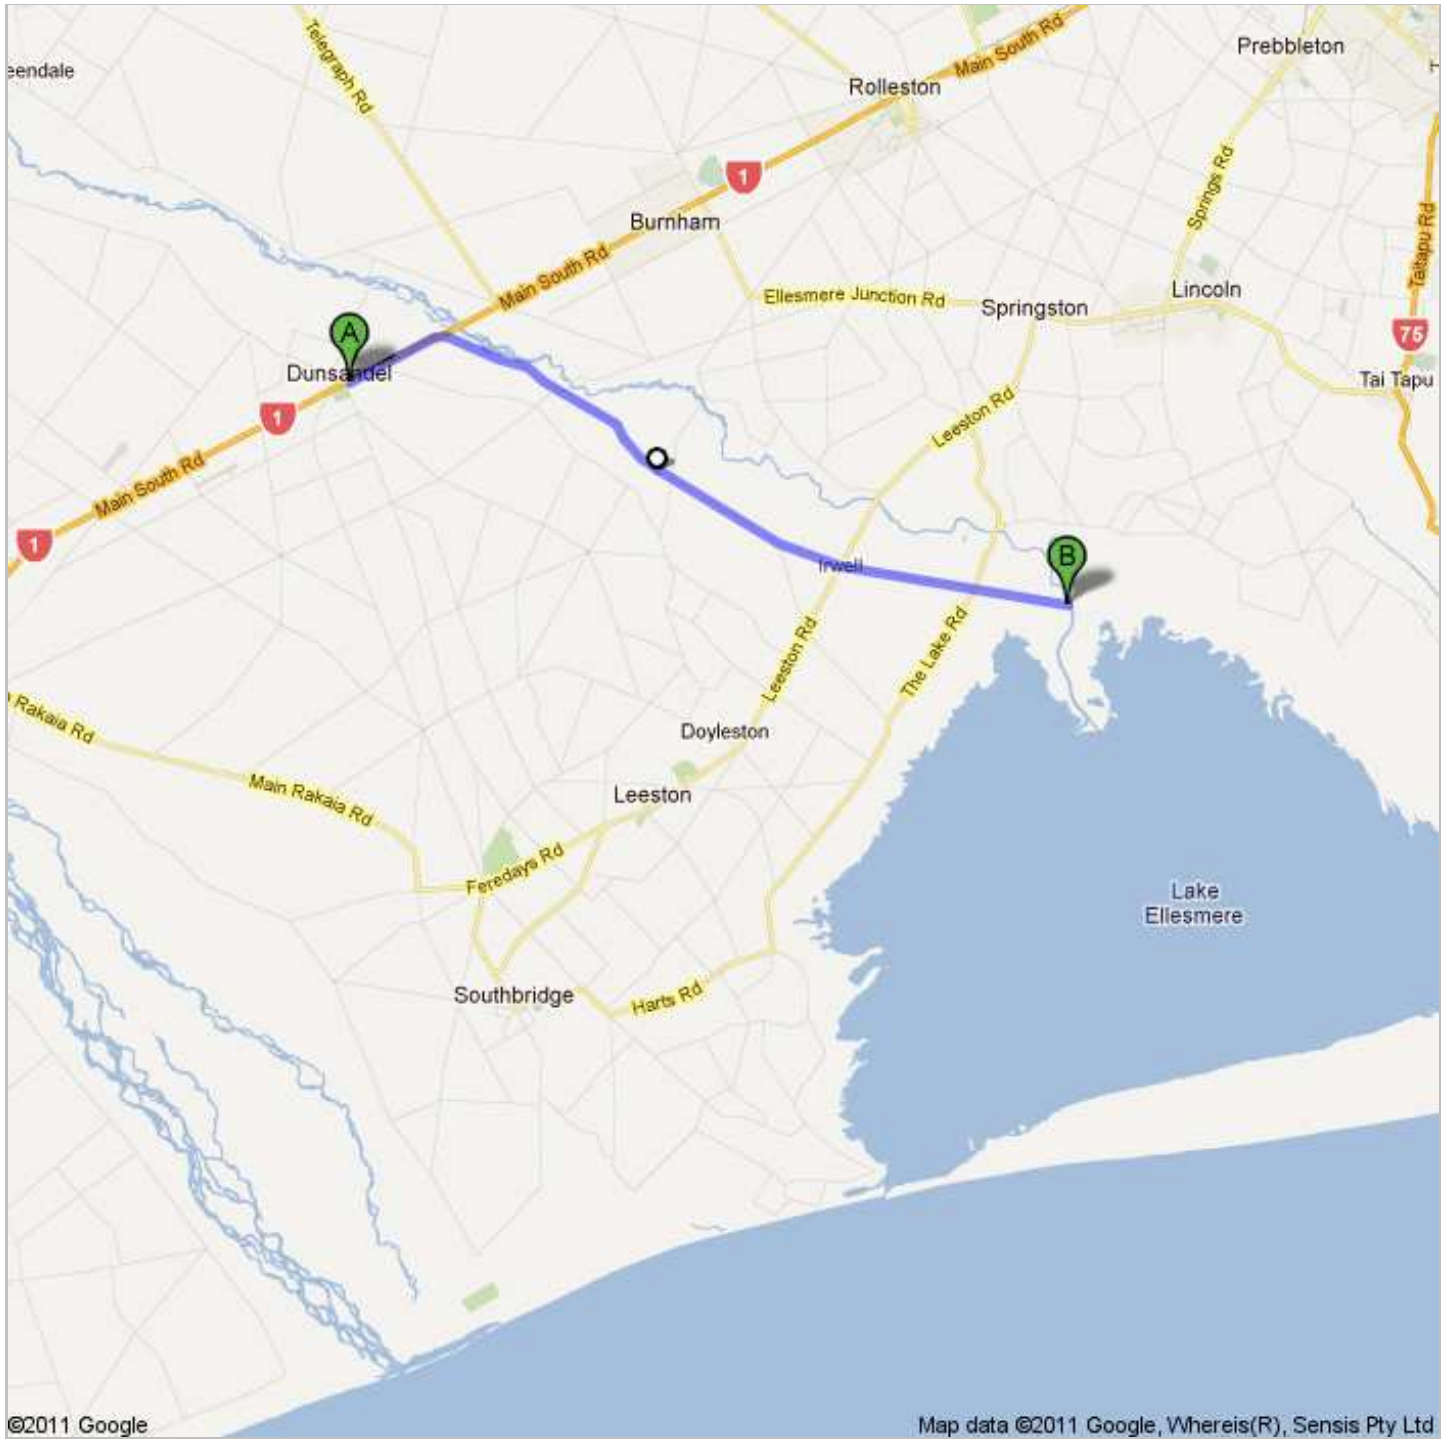 Prebbleton
Main South Rd
Telegraph Rd
eendale
Rolleston
1
Springs Rd
Burnham
Taitapu Rd
Main South Rd
Ellesmere Junction Rd
Lincoln
Springston
75
A
Dunsandel
Tai Tapu
1
Leeston Rd
Main South Rd
1
B
Irwell
Leeston Rd
The Lake Rd
Rakaia Rd
Doyleston
Main Rakaia Rd
Leeston
Feredays Rd
Lake
Ellesmere
Southbridge
Harts Rd
©2011 Google
Map data ©2011 Google, Whereis(R), Sensis Pty Ltd